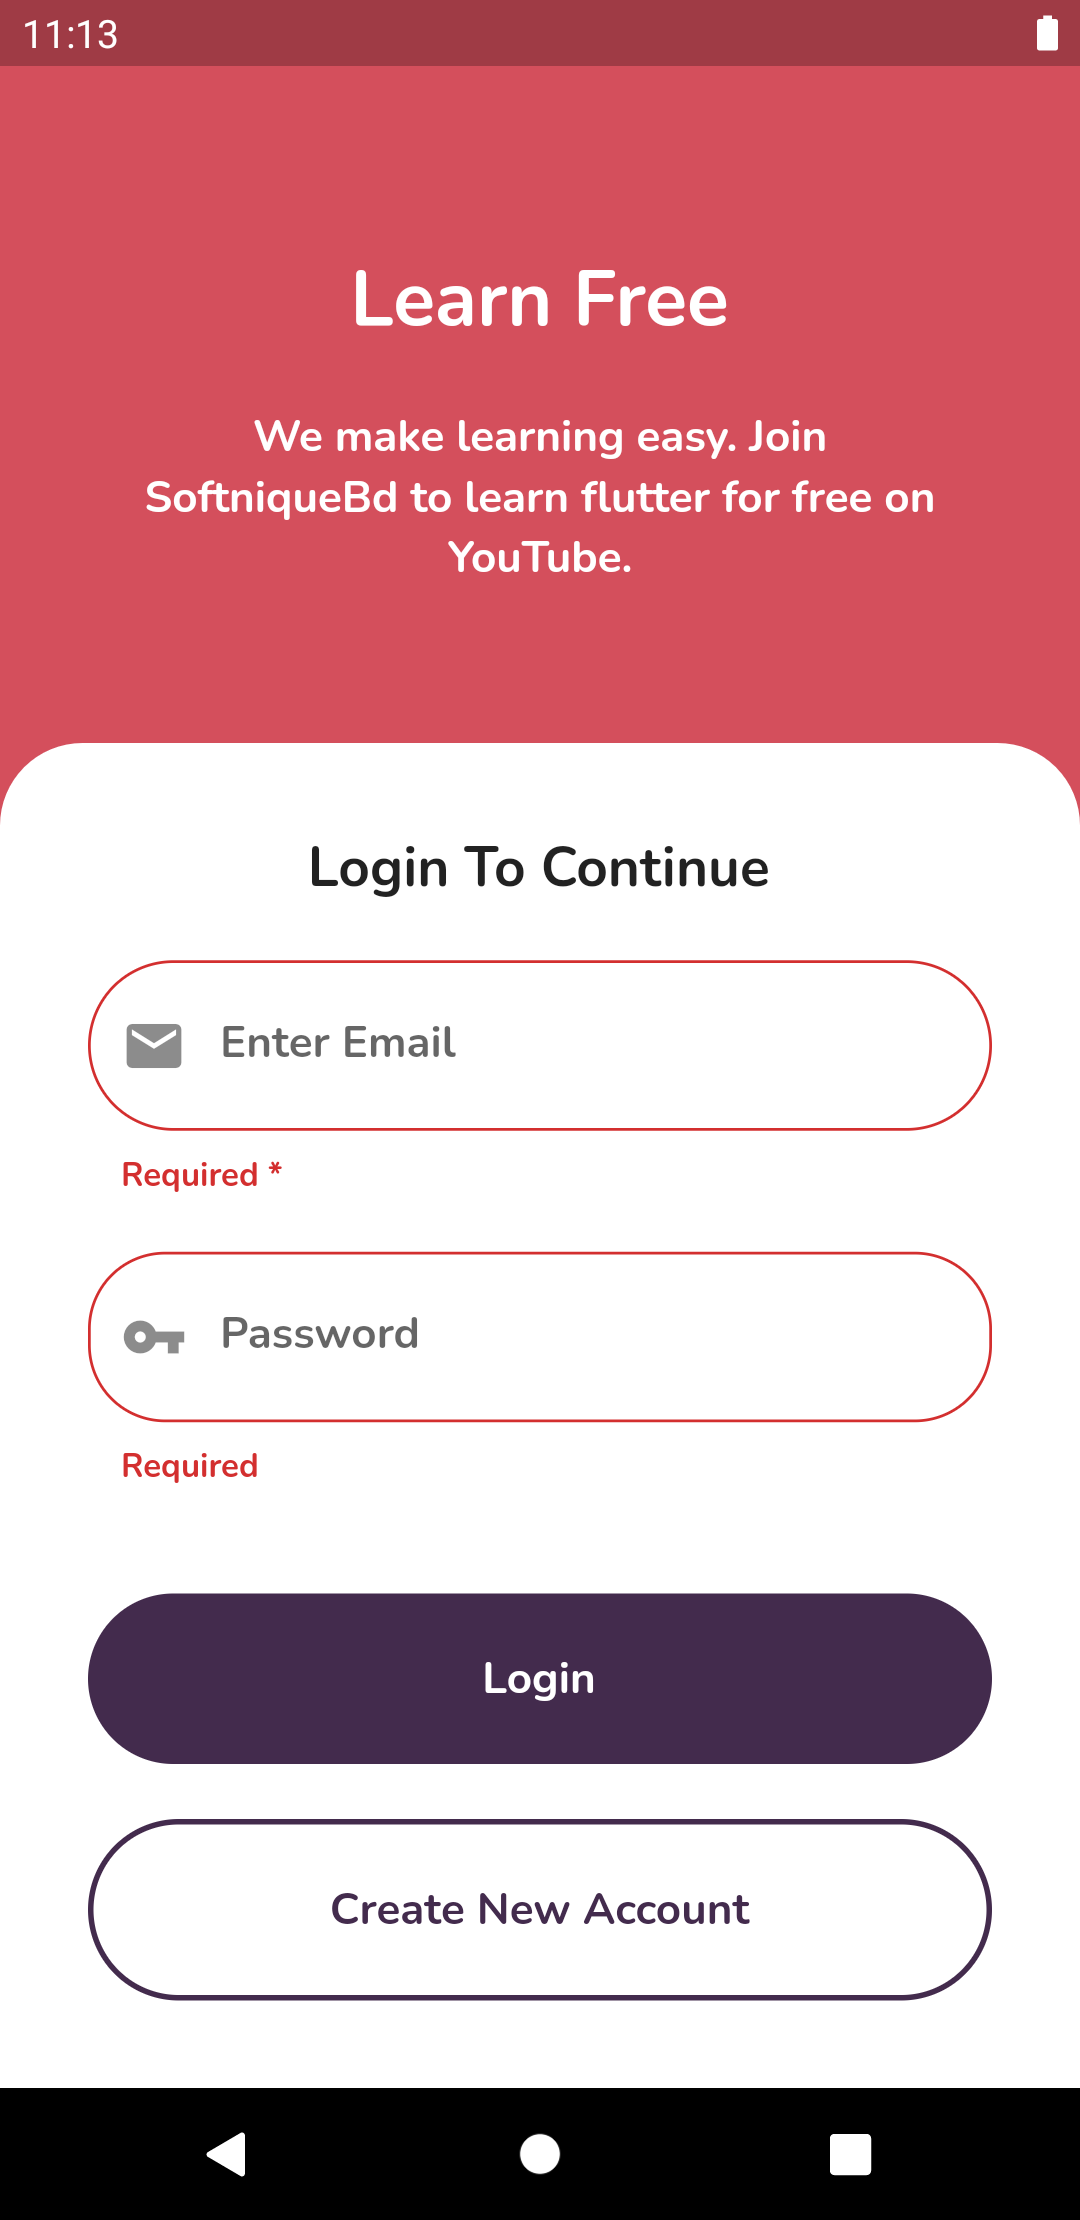 11:13
Learn Free
We make learning easy. Join
SoftniqueBd to learn flutter for free on
YouTube.
Login To Continue
Enter Email
Required *
Password
Required
Login
Create New Account